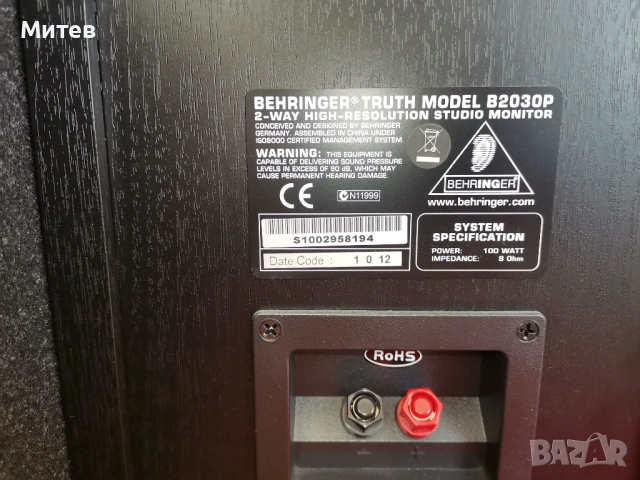 Митев
BEHRINGER® TRUTH MODEL B2030P
2-WAY HIGH-RESOLUTION STUDIO MONITOR
CONCEIVED AND DESIGNED BY BEHRINGER
GERMANY. ASSEMBLED IN CHINA UNDER
ISO9000 CERTIFIED MANAGEMENT SYSTEM.
WARNING: THIS EQUIPMENT IS
CAPABLE OF DELIVERING SOUND PRESSURE
LEVELS IN EXCESS OF 90 dB, WHICH MAY
CAUSE PERMANENT HEARING DAMAGE.
CE N11999
BEHRINGER®
www.behringer.com
S1002958194
Date Code : 1 0 12
SYSTEM
SPECIFICATION
POWER: 100 WATT
IMPEDANCE: 8 Ohm
RoHS
- +
BAZAR